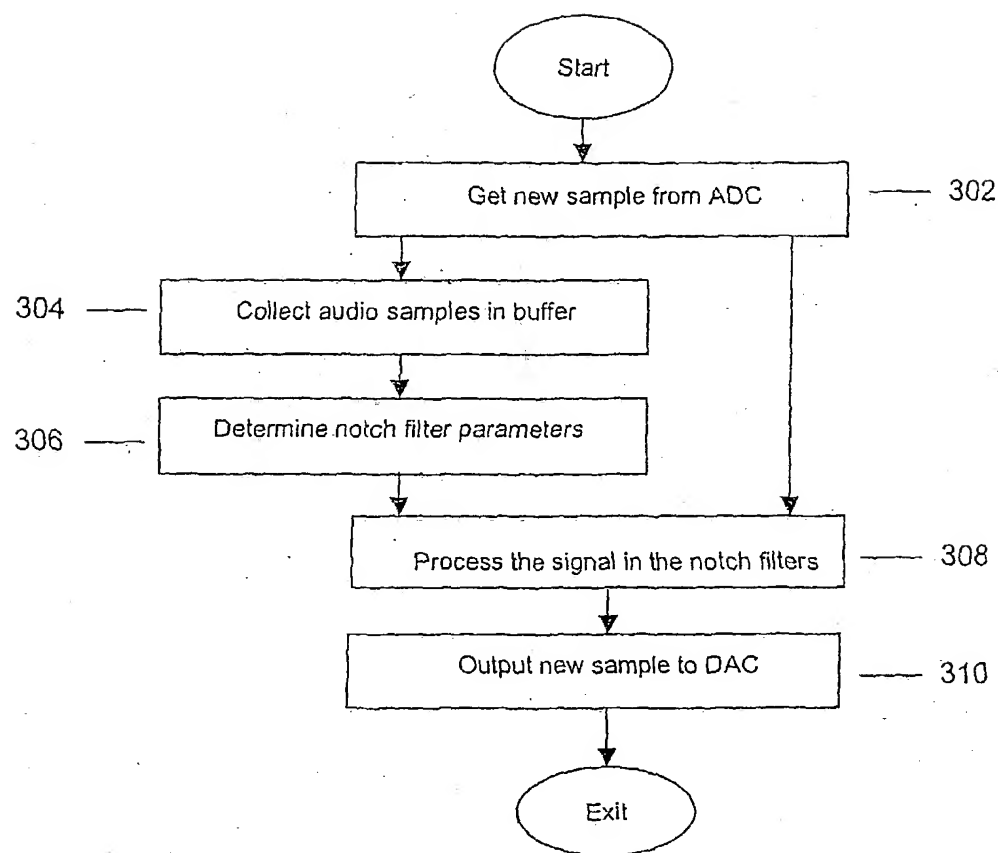 Start
Get new sample from ADC
302
304
Collect audio samples in buffer
306
Determine notch filter parameters
Process the signal in the notch filters
308
Output new sample to DAC
310
Exit